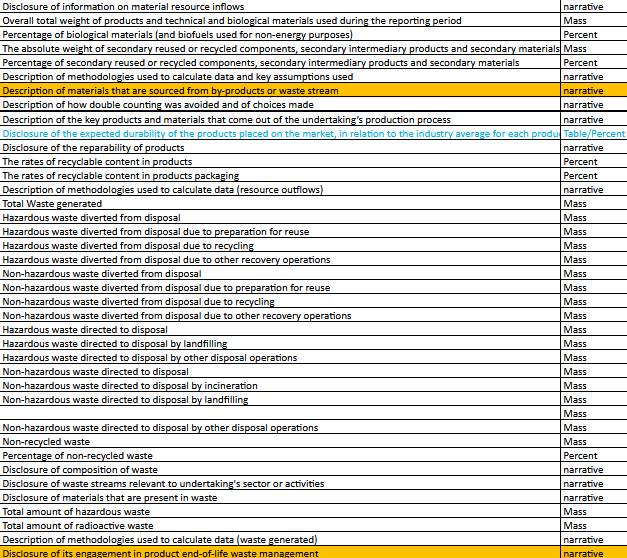 Disclosure of information on material resource inflows narrative
Overall total weight of products and technical and biological materials used during the reporting period Mass
Percentage of biological materials (and biofuels used for non-energy purposes) Percent
The absolute weight of secondary reused or recycled components, secondary intermediary products and secondary materials Mass
Percentage of secondary reused or recycled components, secondary intermediary products and secondary materials Percent
Description of methodologies used to calculate data and key assumptions used narrative
Description of materials that are sourced from by-products or waste stream narrative
Description of how double counting was avoided and of choices made narrative
Description of the key products and materials that come out of the undertaking's production process narrative
Disclosure of the expected durability of the products placed on the market, in relation to the industry average for each produ Table/Percent
Disclosure of the reparability of products narrative
The rates of recyclable content in products Percent
The rates of recyclable content in products packaging Percent
Description of methodologies used to calculate data (resource outflows) narrative
Total Waste generated Mass
Hazardous waste diverted from disposal Mass
Hazardous waste diverted from disposal due to preparation for reuse Mass
Hazardous waste diverted from disposal due to recycling Mass
Hazardous waste diverted from disposal due to other recovery operations Mass
Non-hazardous waste diverted from disposal Mass
Non-hazardous waste diverted from disposal due to preparation for reuse Mass
Non-hazardous waste diverted from disposal due to recycling Mass
Non-hazardous waste diverted from disposal due to other recovery operations Mass
Hazardous waste directed to disposal Mass
Hazardous waste directed to disposal by landfilling Mass
Hazardous waste directed to disposal by other disposal operations Mass
Non-hazardous waste directed to disposal Mass
Non-hazardous waste directed to disposal by incineration Mass
Non-hazardous waste directed to disposal by landfilling Mass
Mass
Non-hazardous waste directed to disposal by other disposal operations Mass
Non-recycled waste Mass
Percentage of non-recycled waste Percent
Disclosure of composition of waste narrative
Disclosure of waste streams relevant to undertaking's sector or activities narrative
Disclosure of materials that are present in waste narrative
Total amount of hazardous waste Mass
Total amount of radioactive waste Mass
Description of methodologies used to calculate data (waste generated) narrative
Disclosure of its engagement in product end-of-life waste management narrative